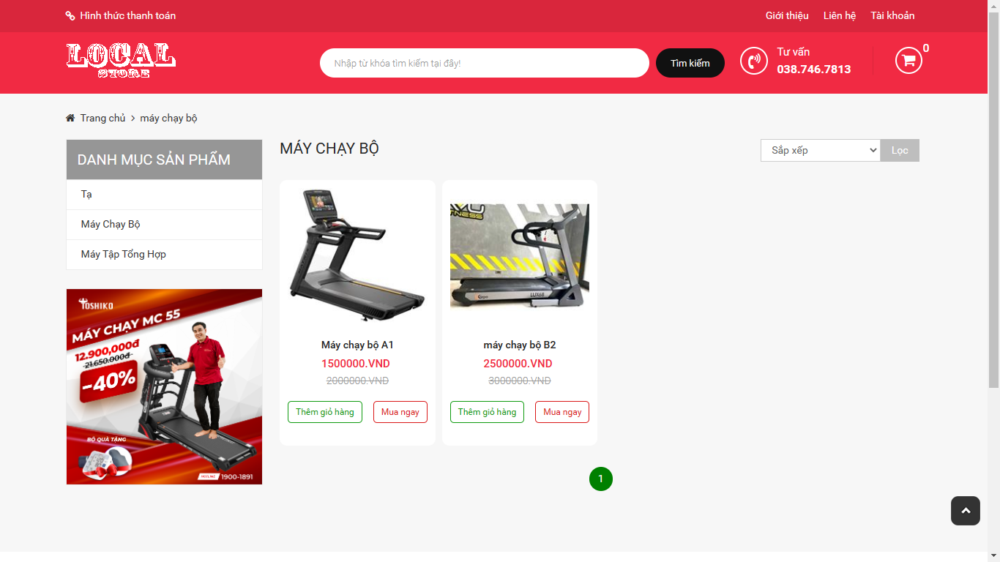 Hình thức thanh toán
Giới thiệu Liên hệ Tài khoản
LOCAL
STORE
Nhập từ khóa tìm kiếm tại đây!
Tìm kiếm
Tư vấn
038.746.7813
0
Trang chủ > máy chạy bộ
DANH MỤC SẢN PHẨM
Tạ
Máy Chạy Bộ
Máy Tập Tổng Hợp
TOSHIKO
MÁY CHẠY MC 55
12.900,000đ
21.650,000đ
-40%
BỘ QUÀ TẶNG
HOTLINE 1900-1891
MÁY CHẠY BỘ
Sắp xếp
Lọc
Máy chạy bộ A1
1500000.VND
2000000.VND
Thêm giỏ hàng Mua ngay
FITNESS
LUX68
máy chạy bộ B2
2500000.VND
3000000.VND
Thêm giỏ hàng Mua ngay
1